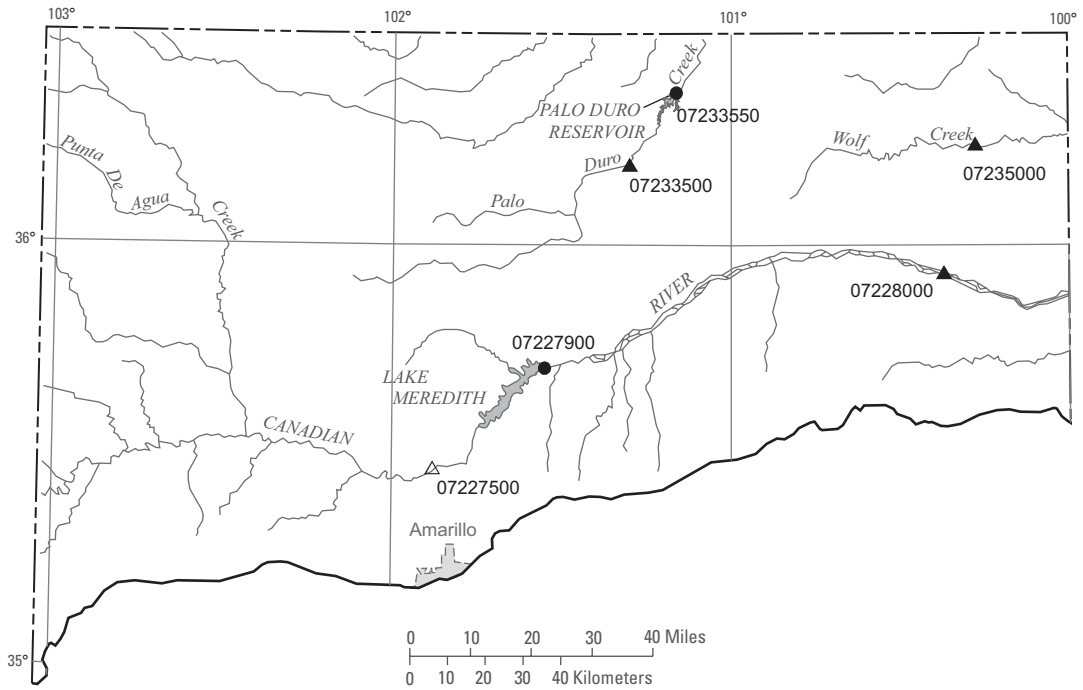 103°
102°
101°
100°
Creek
PALO DURO
RESERVOIR
07233550
Wolf
Creek
07235000
Punta
De
Agua
Creek
Duro
07233500
Palo
36°
RIVER
07228000
07227900
LAKE
MEREDITH
CANADIAN
07227500
Amarillo
0 10 20 30 40 Miles
0 10 20 30 40 Kilometers
35°